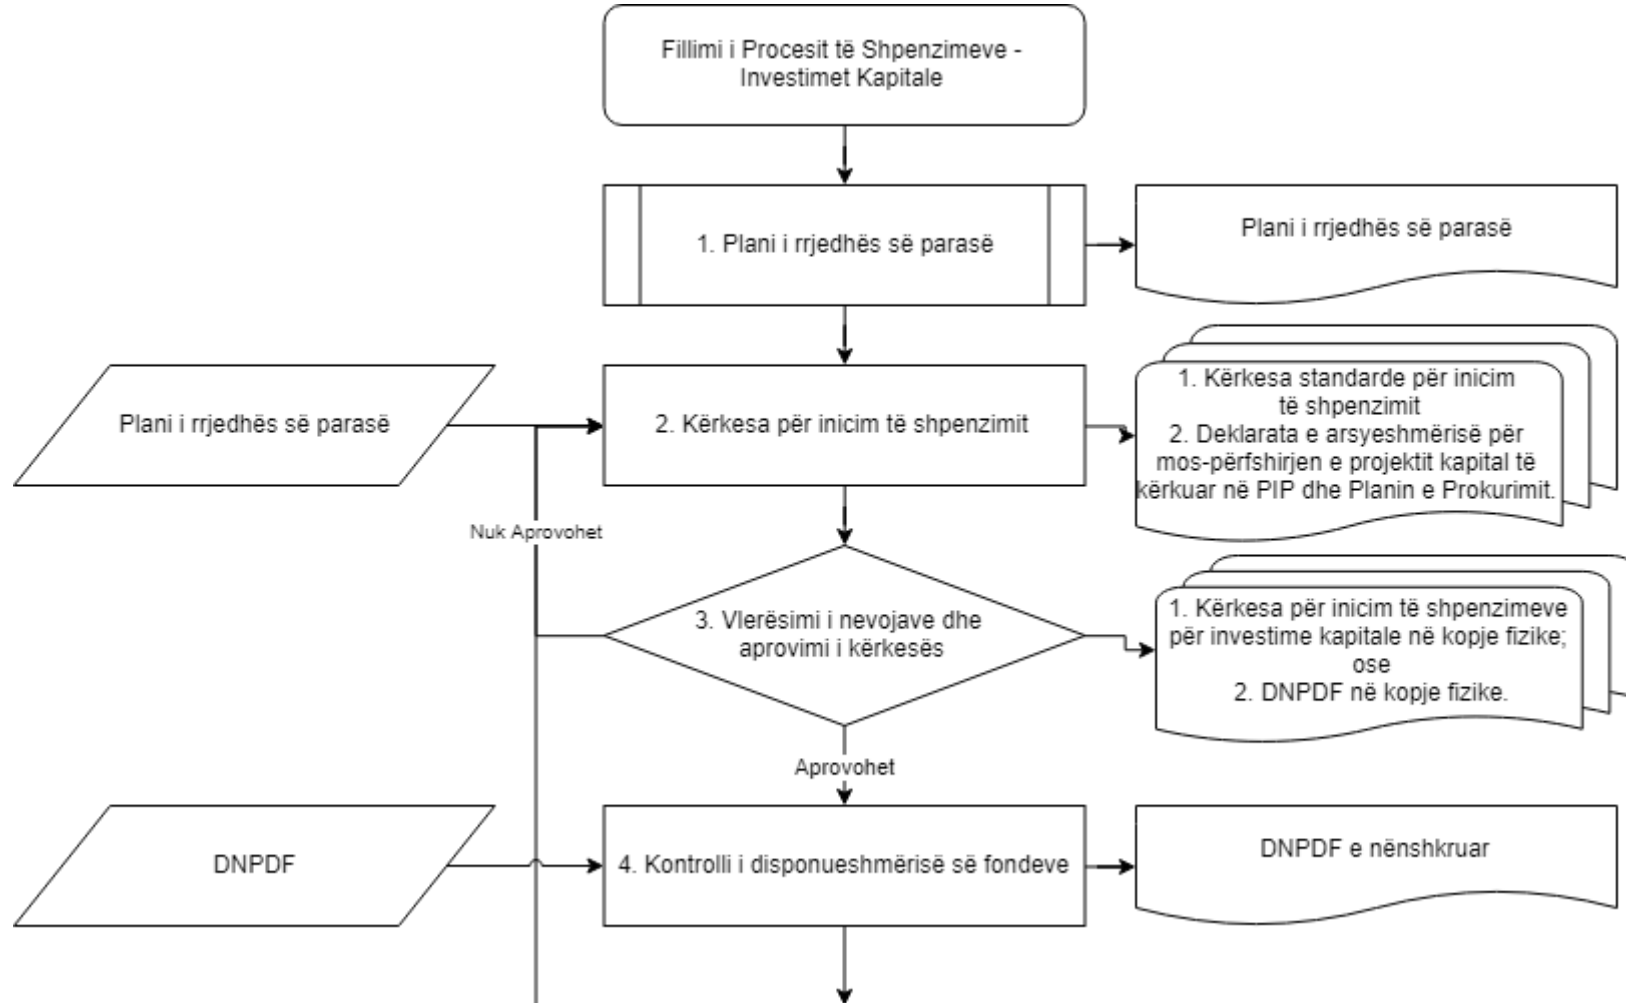 Fillimi i Procesit të Shpenzimeve -
Investimet Kapitale
1. Plani i rrjedhës së parasë
Plani i rrjedhës së parasë
Plani i rrjedhës së parasë
2. Kërkesa për inicim të shpenzimit
1. Kërkesa standarde për inicim
të shpenzimit
2. Deklarata e arsyeshmërisë për
mos-përfshirjen e projektit kapital të
kërkuar në PIP dhe Planin e Prokurimit.
Nuk Aprovohet
3. Vlerësimi i nevojave dhe
aprovimi i kërkesës
1. Kërkesa për inicim të shpenzimeve
për investime kapitale në kopje fizike;
ose
2. DNPDF në kopje fizike.
Aprovohet
DNPDF
4. Kontrolli i disponueshmërisë së fondeve
DNPDF e nënshkruar